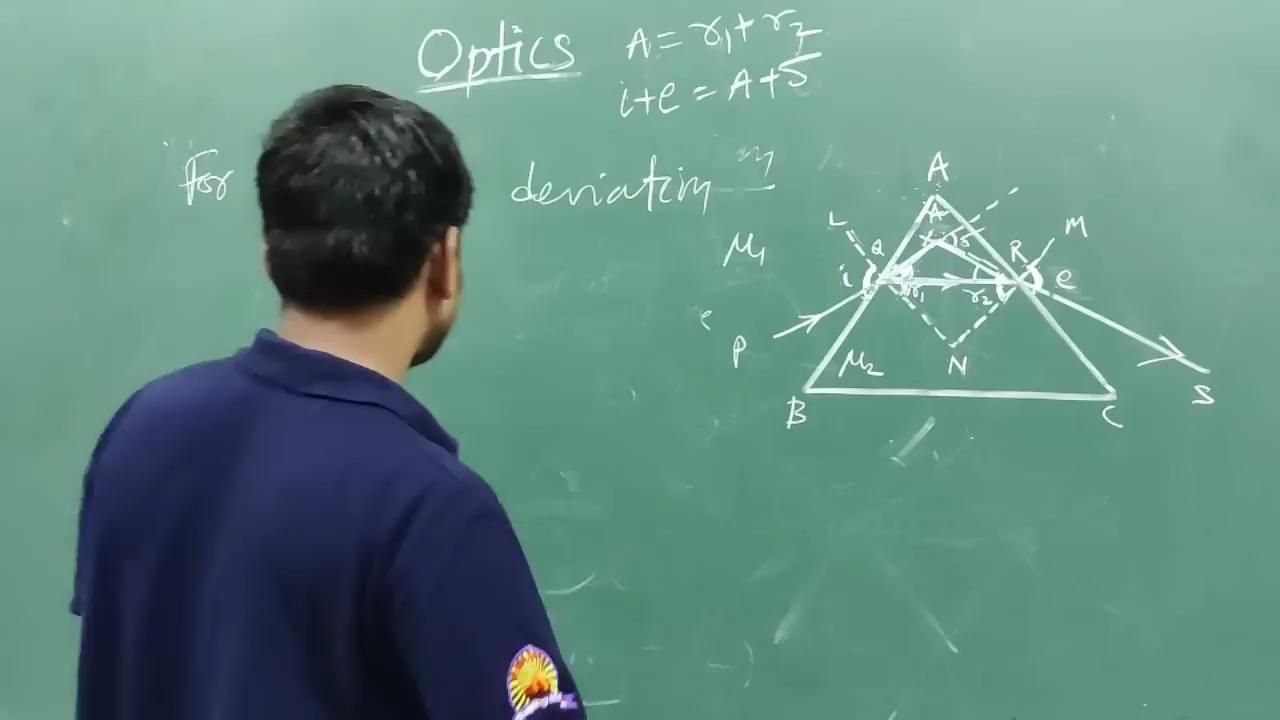 Optics
A = r₁ + r₂
i + e = A + δ
For deviation
μ₁
A
A
L
M
Q
R
δ
i
e
r₁
r₂
P
μ₂
N
B
C
S